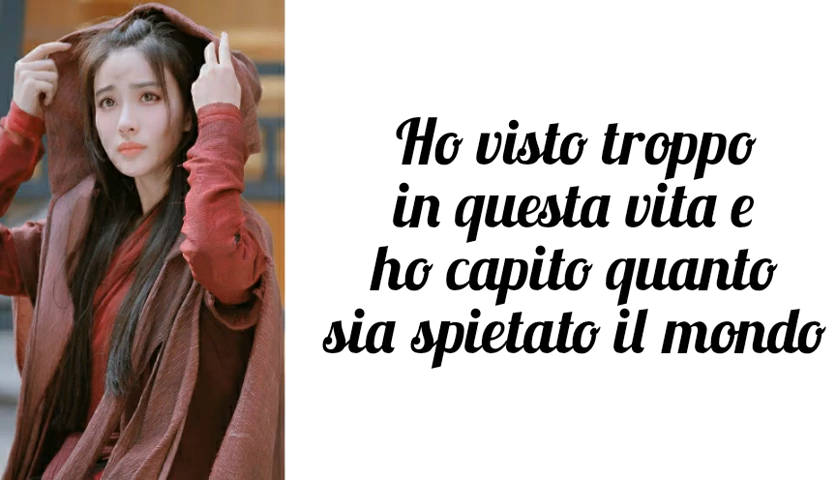 Ho visto troppo
in questa vita e
ho capito quanto
sia spietato il mondo